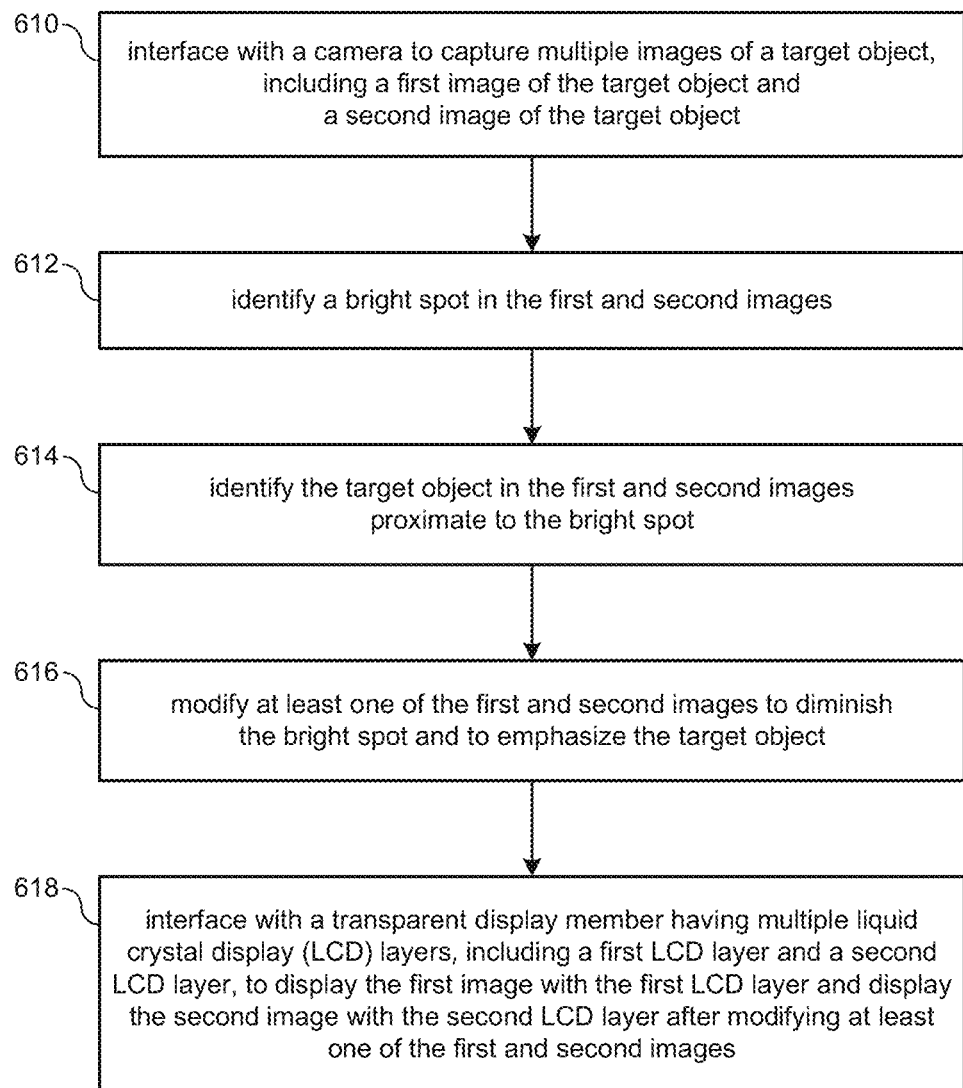 610
interface with a camera to capture multiple images of a target object,
including a first image of the target object and
a second image of the target object
612
identify a bright spot in the first and second images
614
identify the target object in the first and second images
proximate to the bright spot
616
modify at least one of the first and second images to diminish
the bright spot and to emphasize the target object
618
interface with a transparent display member having multiple liquid
crystal display (LCD) layers, including a first LCD layer and a second
LCD layer, to display the first image with the first LCD layer and display
the second image with the second LCD layer after modifying at least
one of the first and second images